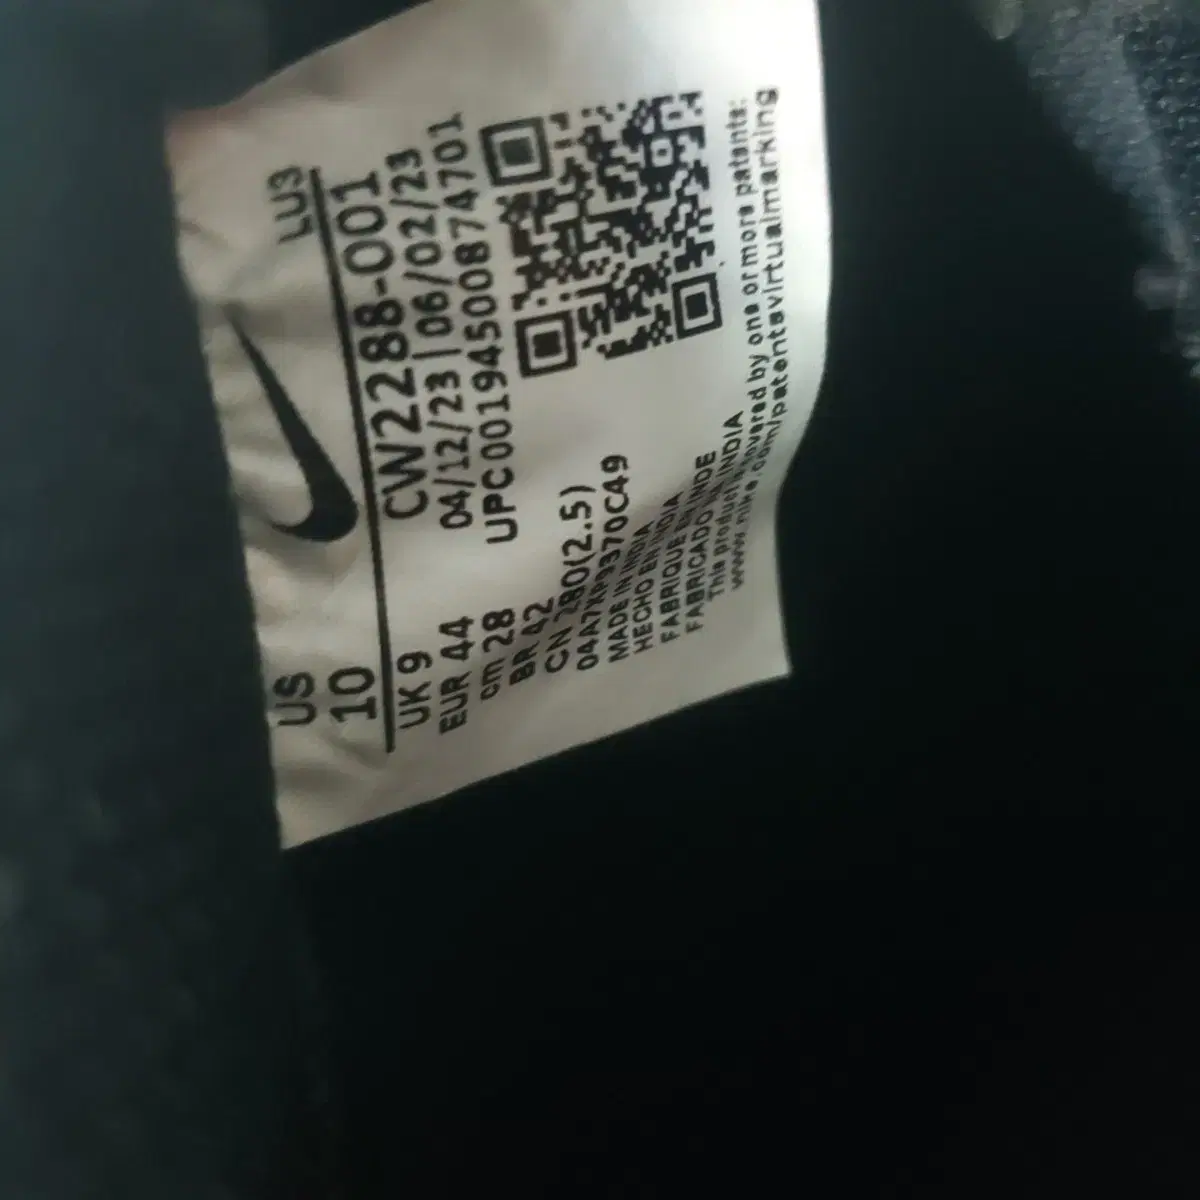 US LU3
10 CW2288-001
UK 9 04/12/23 | 06/02/23
EUR 44 UPC00194500874701
cm 28
BR 42
CN 280(2.5)
MADE IN INDIA
HECHO EN INDIA
FABRIQUE EN INDE
FABRICADO NA INDIA
This product is covered by one or more patents:
www.nike.com/patentsvirtualmarking